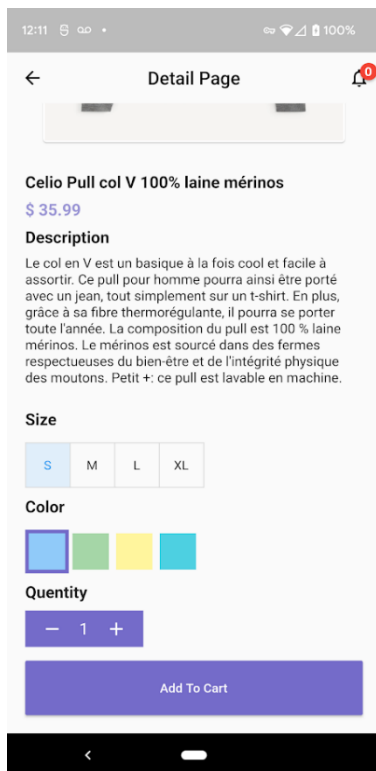 12:11 100%
Detail Page
0
Celio Pull col V 100% laine mérinos
$ 35.99
Description
Le col en V est un basique à la fois cool et facile à
assortir. Ce pull pour homme pourra ainsi être porté
avec un jean, tout simplement sur un t-shirt. En plus,
grâce à sa fibre thermorégulante, il pourra se porter
toute l'année. La composition du pull est 100 % laine
mérinos. Le mérinos est sourcé dans des fermes
respectueuses du bien-être et de l'intégrité physique
des moutons. Petit +: ce pull est lavable en machine.
Size
S M L XL
Color
Quentity
− 1 +
Add To Cart